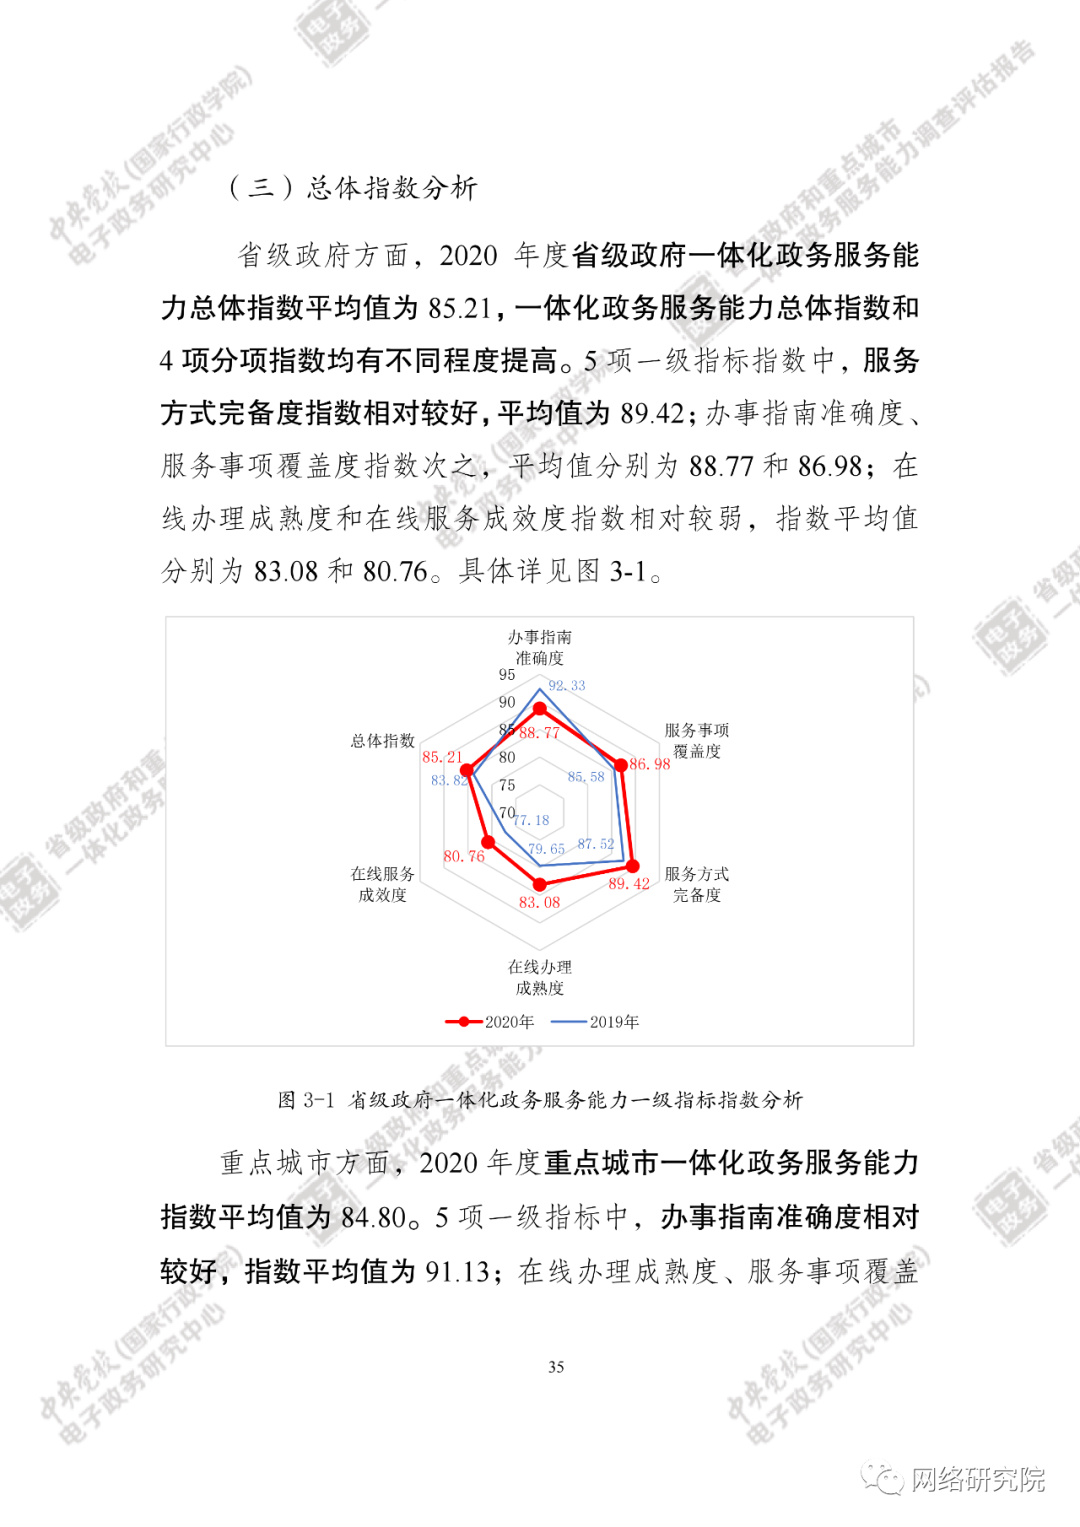 （三）总体指数分析
省级政府方面，2020 年度省级政府一体化政务服务能
力总体指数平均值为 85.21，一体化政务服务能力总体指数和
4 项分项指数均有不同程度提高。5 项一级指标指数中，服务
方式完备度指数相对较好，平均值为 89.42；办事指南准确度、
服务事项覆盖度指数次之，平均值分别为 88.77 和 86.98；在
线办理成熟度和在线服务成效度指数相对较弱，指数平均值
分别为 83.08 和 80.76。具体详见图 3-1。
办事指南
准确度
95
92.33
90
85
88.77
服务事项
覆盖度
总体指数
85.21
80
86.98
83.82
85.58
75
70
77.18
79.65
87.52
80.76
89.42
在线服务
成效度
83.08
服务方式
完备度
在线办理
成熟度
2020年
2019年
图 3-1 省级政府一体化政务服务能力一级指标指数分析
重点城市方面，2020 年度重点城市一体化政务服务能力
指数平均值为 84.80。5 项一级指标中，办事指南准确度相对
较好，指数平均值为 91.13；在线办理成熟度、服务事项覆盖
35
网络研究院
中央党校（国家行政学院）
电子政务研究中心
电子
政务
省级政府和重点城市
一体化政务服务能力调查评估报告